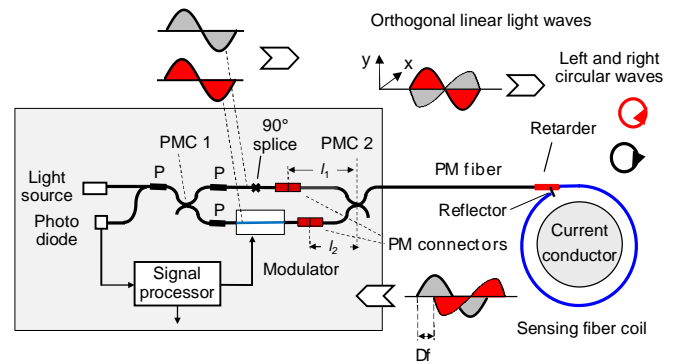 Orthogonal linear light waves
y
x
Left and right
circular waves
90°
splice
PMC 1
PMC 2
Retarder
l1
PM fiber
P
P
Light
source
Reflector
P
Photo
diode
l2
PM connectors
Current
conductor
Signal
processor
Modulator
Df
Sensing fiber coil